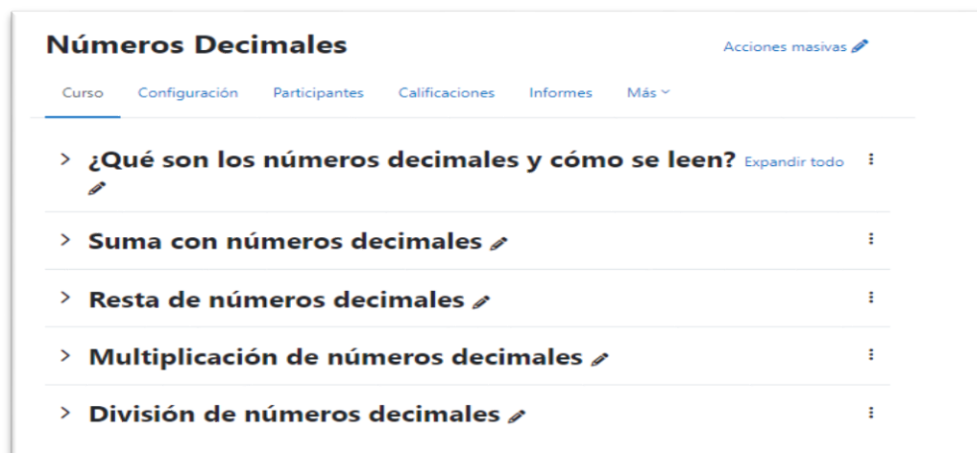 Números Decimales
Acciones masivas
Curso Configuración Participantes Calificaciones Informes Más
¿Qué son los números decimales y cómo se leen? Expandir todo
Suma con números decimales
Resta de números decimales
Multiplicación de números decimales
División de números decimales